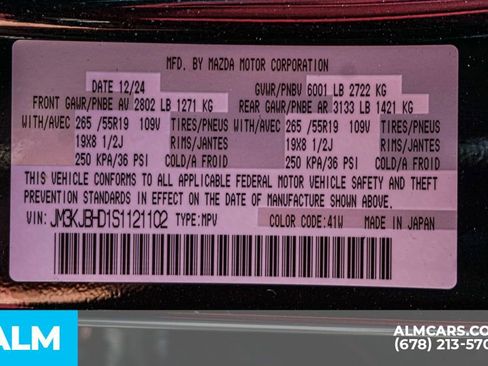 MFD. BY MAZDA MOTOR CORPORATION
DATE 12/24 GVWR/PNBV 6001 LB 2722 KG
FRONT GAWR/PNBE AV 2802 LB 1271 KG REAR GAWR/PNBE AR 3133 LB 1421 KG
WITH/AVEC 265 /55R19 109V TIRES/PNEUS WITH/AVEC 265 /55R19 109V TIRES/PNEUS
19X8 1/2J RIMS/JANTES 19X8 1/2J RIMS/JANTES
250 KPA/36 PSI COLD/A FROID 250 KPA/36 PSI COLD/A FROID
THIS VEHICLE CONFORMS TO ALL APPLICABLE FEDERAL MOTOR VEHICLE SAFETY AND THEFT
PREVENTION STANDARDS IN EFFECT ON THE DATE OF MANUFACTURE SHOWN ABOVE.
VIN: JM3KJBHD1S1121102 TYPE:MPV COLOR CODE:41W MADE IN JAPAN
ALM
ALMCARS.CO
(678) 213-570